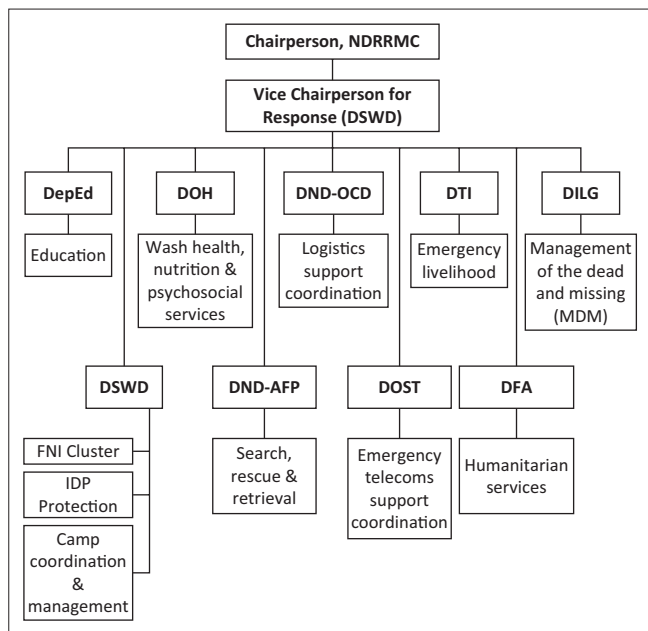 Chairperson, NDRRMC
Vice Chairperson for
Response (DSWD)
DepEd
DOH
DND-OCD
DTI
DILG
Education
Wash health,
nutrition &
psychosocial
services
Logistics
support
coordination
Emergency
livelihood
Management
of the dead
and missing
(MDM)
DSWD
DND-AFP
DOST
DFA
FNI Cluster
IDP
Protection
Camp
coordination
&
management
Search,
rescue &
retrieval
Emergency
telecoms
support
coordination
Humanitarian
services